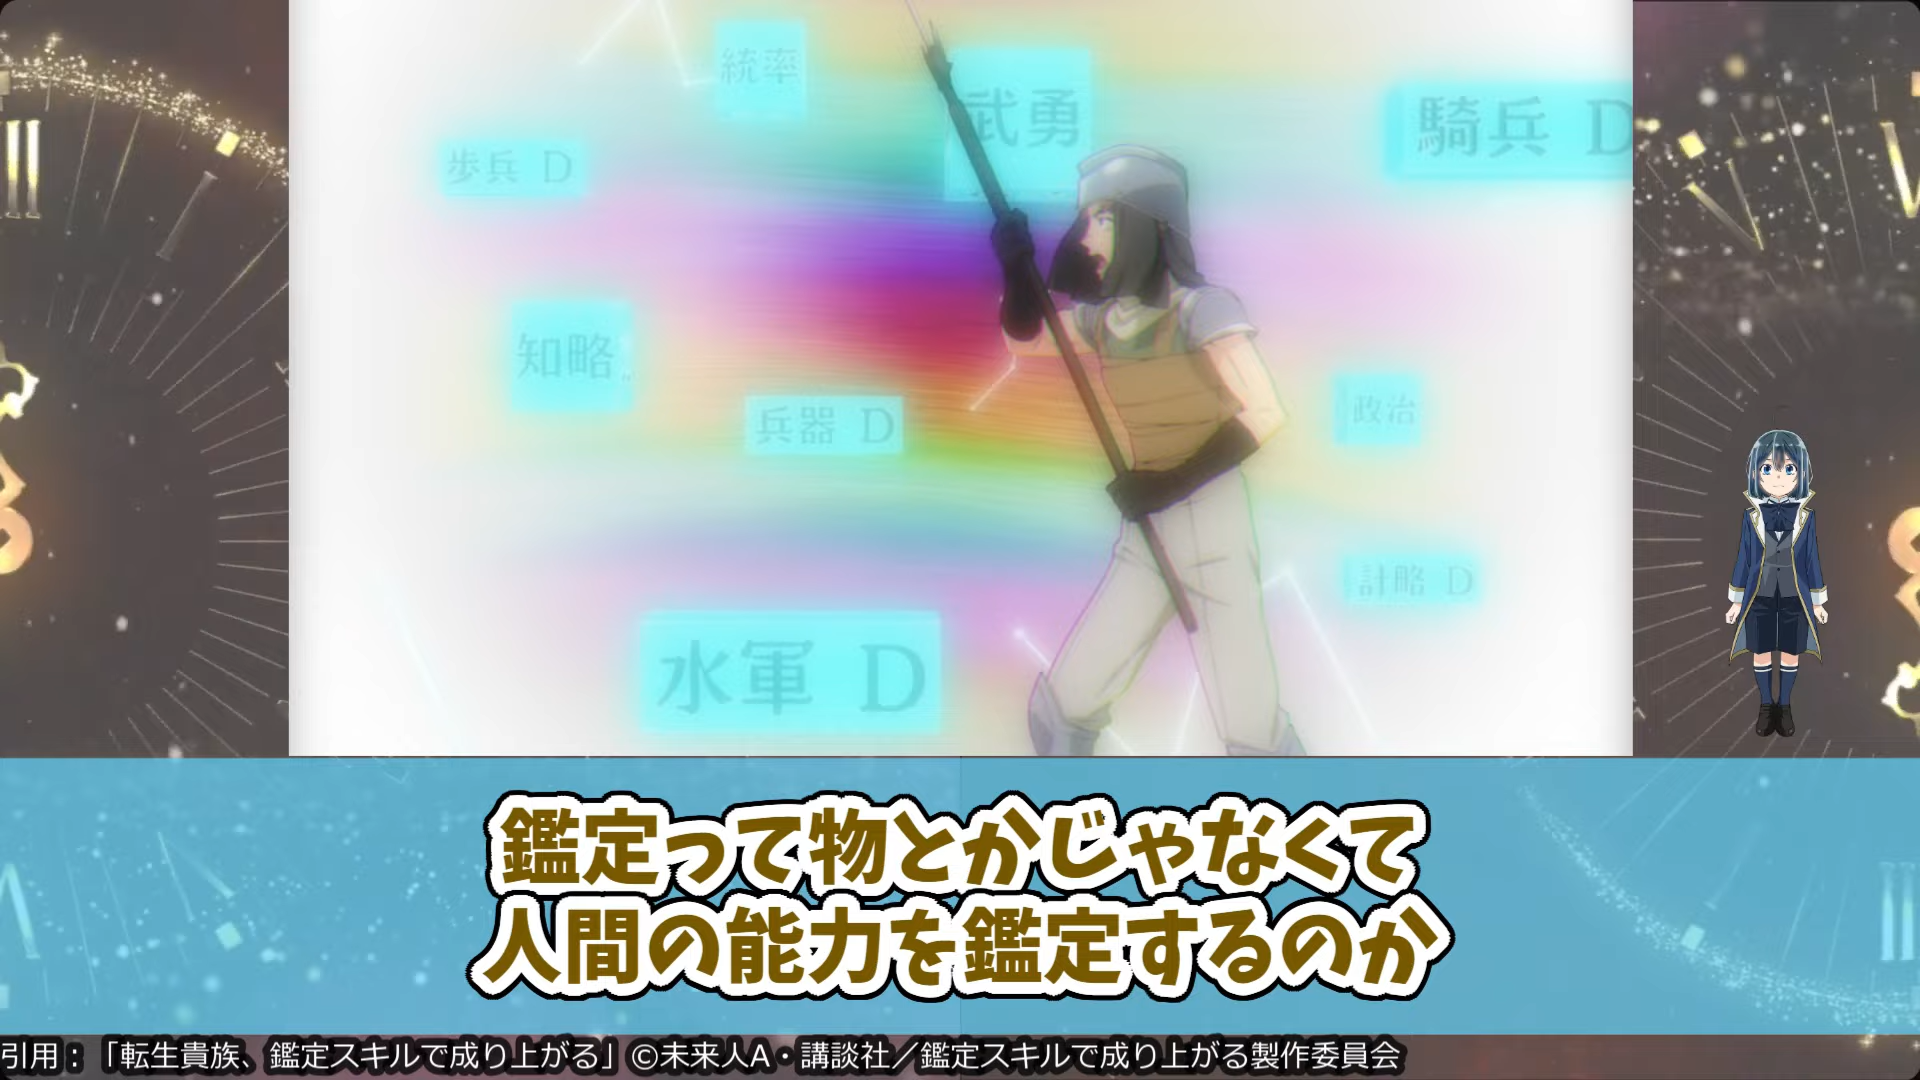 統率
武勇
騎兵 D
歩兵 D
知略
兵器 D
政治
計略 D
水軍 D
鑑定って物とかじゃなくて
人間の能力を鑑定するのか
引用：「転生貴族、鑑定スキルで成り上がる」©未来人A・講談社／鑑定スキルで成り上がる製作委員会